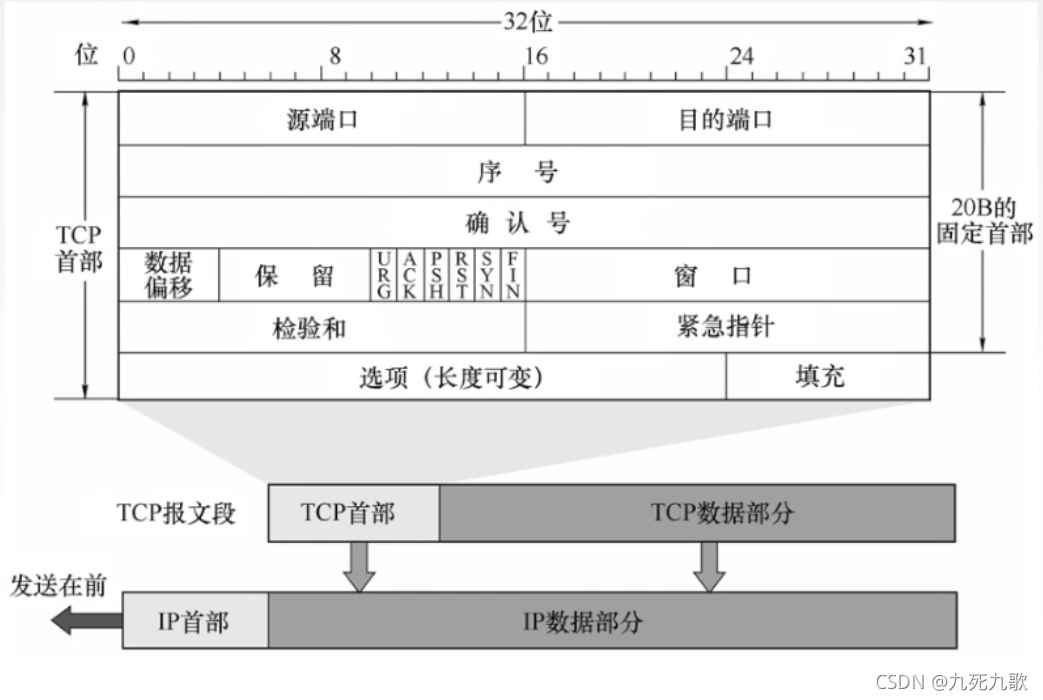 32位
位 0 8 16 24 31
源端口 目的端口
序 号
确 认 号
TCP
首部
20B的
固定首部
数据
偏移
保 留
URG
ACK
PSH
RST
SYN
FIN
窗 口
检验和 紧急指针
选项（长度可变） 填充
TCP报文段 TCP首部 TCP数据部分
发送在前
IP首部 IP数据部分
CSDN @九死九歌